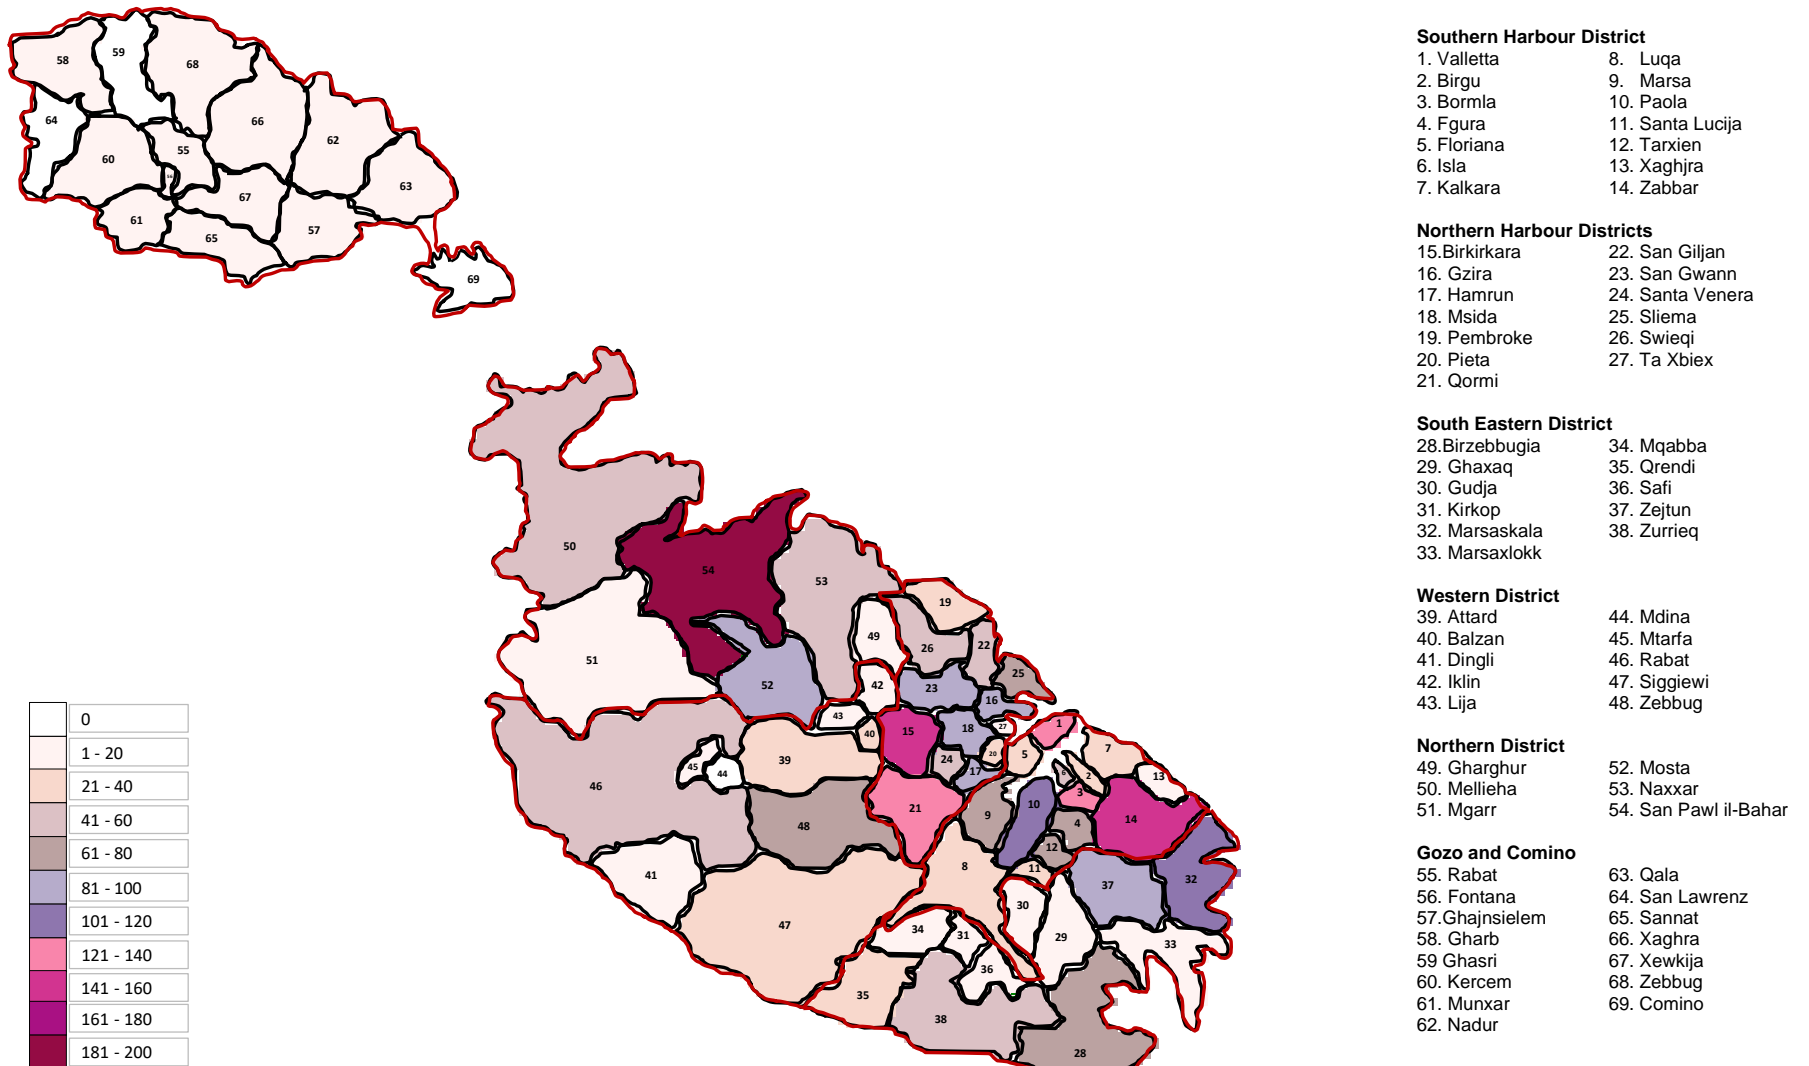 Southern Harbour District
1. Valletta 8. Luqa
2. Birgu 9. Marsa
3. Bormla 10. Paola
4. Fgura 11. Santa Lucija
5. Floriana 12. Tarxien
6. Isla 13. Xaghjra
7. Kalkara 14. Zabbar
Northern Harbour Districts
15.Birkirkara 22. San Giljan
16. Gzira 23. San Gwann
17. Hamrun 24. Santa Venera
18. Msida 25. Sliema
19. Pembroke 26. Swieqi
20. Pieta 27. Ta Xbiex
21. Qormi
South Eastern District
28.Birzebbugia 34. Mqabba
29. Ghaxaq 35. Qrendi
30. Gudja 36. Safi
31. Kirkop 37. Zejtun
32. Marsaskala 38. Zurrieq
33. Marsaxlokk
Western District
39. Attard 44. Mdina
40. Balzan 45. Mtarfa
41. Dingli 46. Rabat
42. Iklin 47. Siggiewi
43. Lija 48. Zebbug
Northern District
49. Gharghur 52. Mosta
50. Mellieha 53. Naxxar
51. Mgarr 54. San Pawl il-Bahar
Gozo and Comino
55. Rabat 63. Qala
56. Fontana 64. San Lawrenz
57.Ghajnsielem 65. Sannat
58. Gharb 66. Xaghra
59 Ghasri 67. Xewkija
60. Kercem 68. Zebbug
61. Munxar 69. Comino
62. Nadur
58
59
68
64
66
60
55
62
63
67
61
65
57
69
50
54
53
19
49
26
22
51
25
52
42
23
16
43
15
18
27
1
40
5
7
39
24
20
45
44
17
6
2
13
46
3
10
21
9
14
48
4
12
8
11
41
37
32
30
47
34
31
29
33
36
35
38
28
0
1 - 20
21 - 40
41 - 60
61 - 80
81 - 100
101 - 120
121 - 140
141 - 160
161 - 180
181 - 200